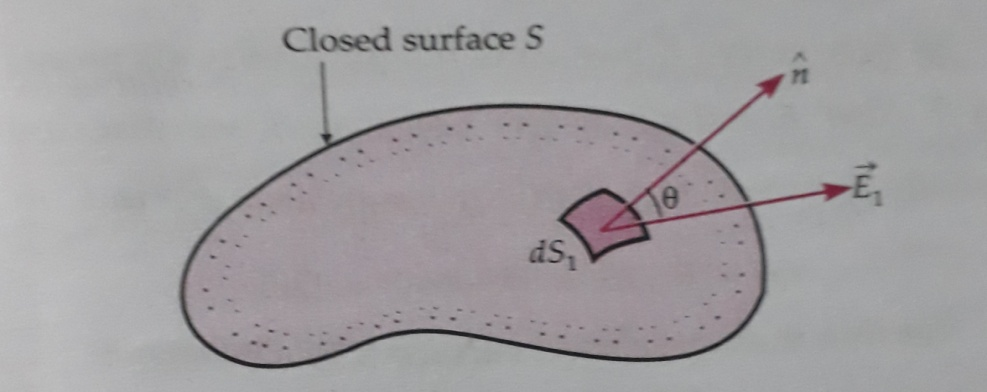 Closed surface S
n̂
θ
E⃗₁
dS₁